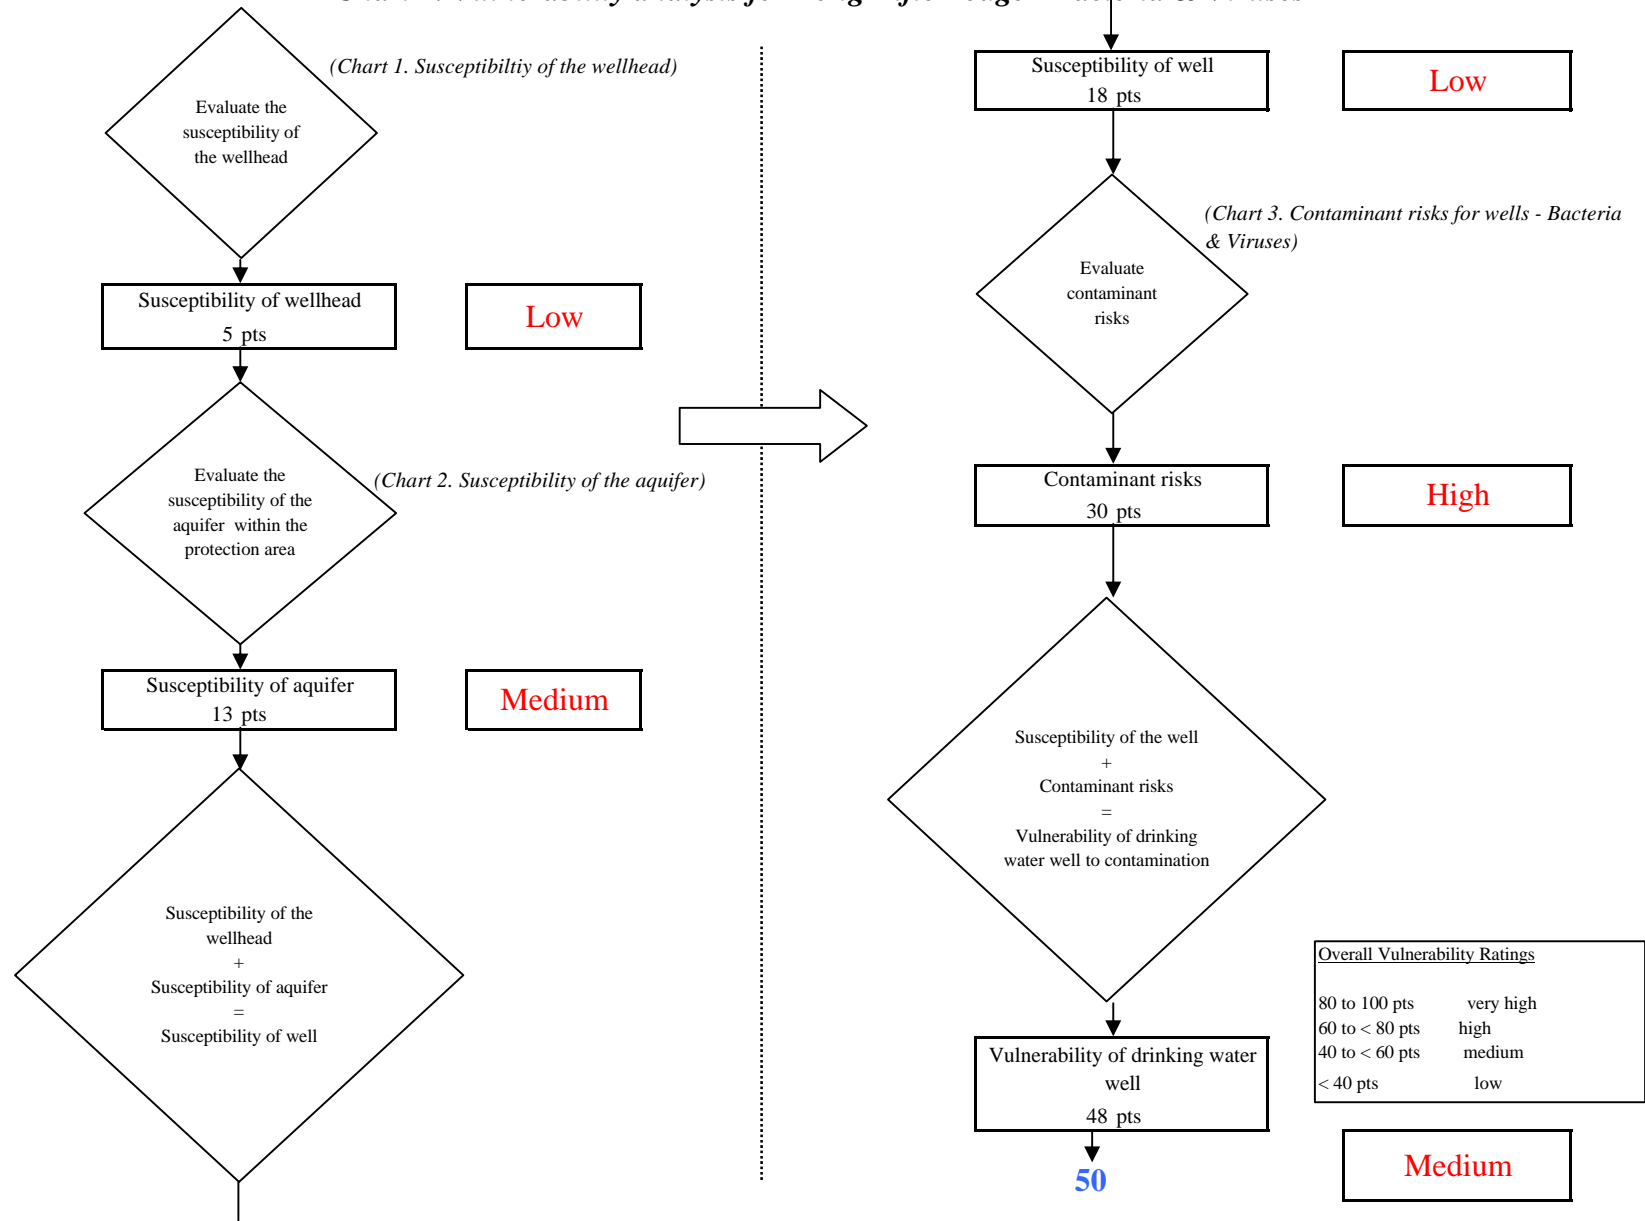 (Chart 1. Susceptibiltiy of the wellhead)
Evaluate the
susceptibility of
the wellhead
Susceptibility of wellhead
5 pts
Low
Evaluate the
susceptibility of the
aquifer within the
protection area
(Chart 2. Susceptibility of the aquifer)
Susceptibility of aquifer
13 pts
Medium
Susceptibility of the
wellhead
+
Susceptibility of aquifer
=
Susceptibility of well
Susceptibility of well
18 pts
Low
(Chart 3. Contaminant risks for wells - Bacteria
& Viruses)
Evaluate
contaminant
risks
Contaminant risks
30 pts
High
Susceptibility of the well
+
Contaminant risks
=
Vulnerability of drinking
water well to contamination
Vulnerability of drinking water
well
48 pts
50
Overall Vulnerability Ratings
80 to 100 pts very high
60 to < 80 pts high
40 to < 60 pts medium
< 40 pts low
Medium